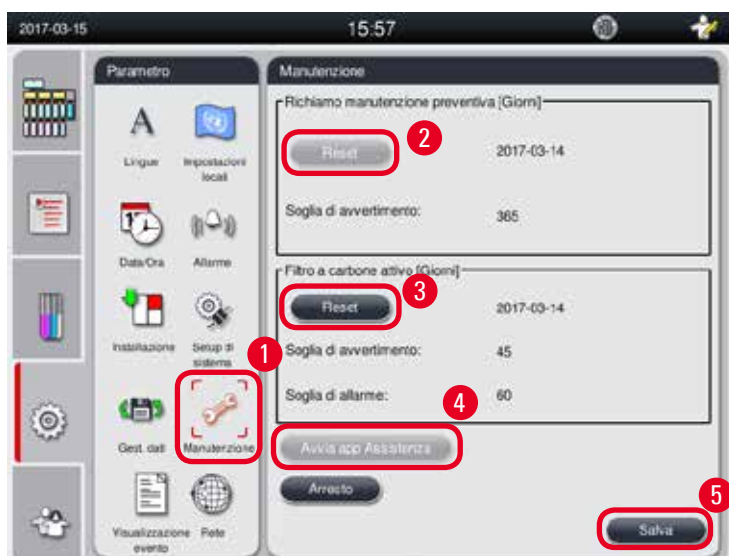 2017-03-15
15:57
Parametro
Manutenzione
Richiamo manutenzione preventiva [Giorni]
Reset
2
2017-03-14
Soglia di avvertimento:
365
Filtro a carbone attivo [Giorni]
Reset
3
2017-03-14
Soglia di avvertimento:
45
Soglia di allarme:
60
4
Avvia app Assistenza
Arresto
5
Salva
A
Lingue
Impostazioni
locali
Data/Ora
Allarme
Installazione
Setup di
sistema
1
Gest. dati
Manutenzione
Visualizzazione
evento
Rete